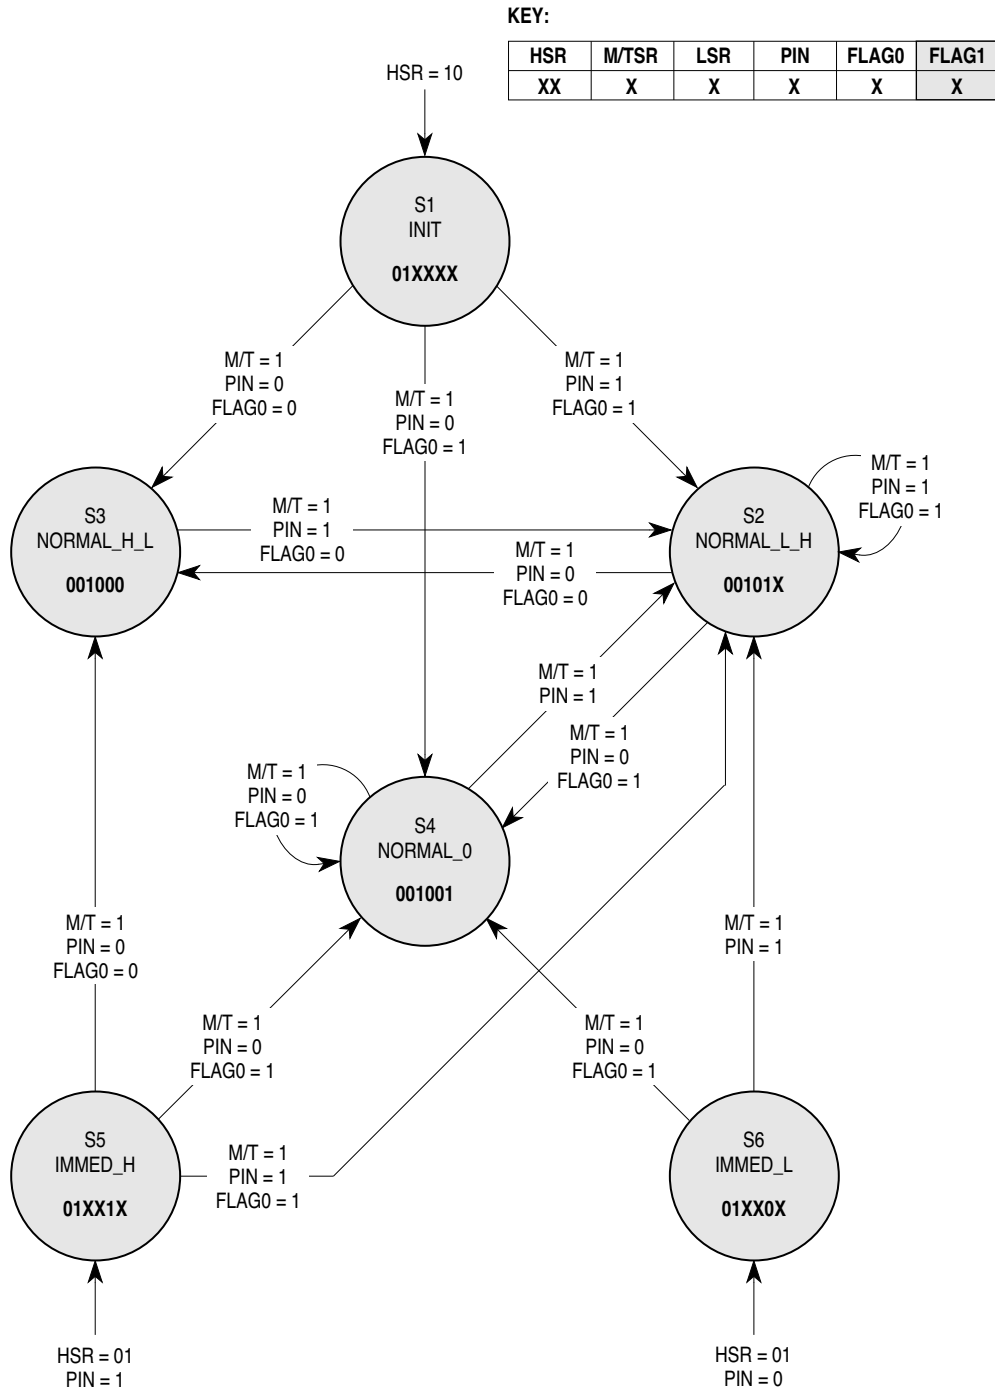 KEY:
HSR M/TSR LSR PIN FLAG0 FLAG1
XX X X X X X
HSR = 10
S1
INIT
01XXXX
M/T = 1
PIN = 0
FLAG0 = 0
M/T = 1
PIN = 0
FLAG0 = 1
M/T = 1
PIN = 1
FLAG0 = 1
S3
NORMAL_H_L
001000
M/T = 1
PIN = 1
FLAG0 = 0
M/T = 1
PIN = 0
FLAG0 = 0
S2
NORMAL_L_H
00101X
M/T = 1
PIN = 1
FLAG0 = 1
M/T = 1
PIN = 1
M/T = 1
PIN = 0
FLAG0 = 1
M/T = 1
PIN = 0
FLAG0 = 1
S4
NORMAL_0
001001
M/T = 1
PIN = 0
FLAG0 = 0
M/T = 1
PIN = 1
M/T = 1
PIN = 0
FLAG0 = 1
M/T = 1
PIN = 0
FLAG0 = 1
S5
IMMED_H
01XX1X
M/T = 1
PIN = 1
FLAG0 = 1
S6
IMMED_L
01XX0X
HSR = 01
PIN = 1
HSR = 01
PIN = 0